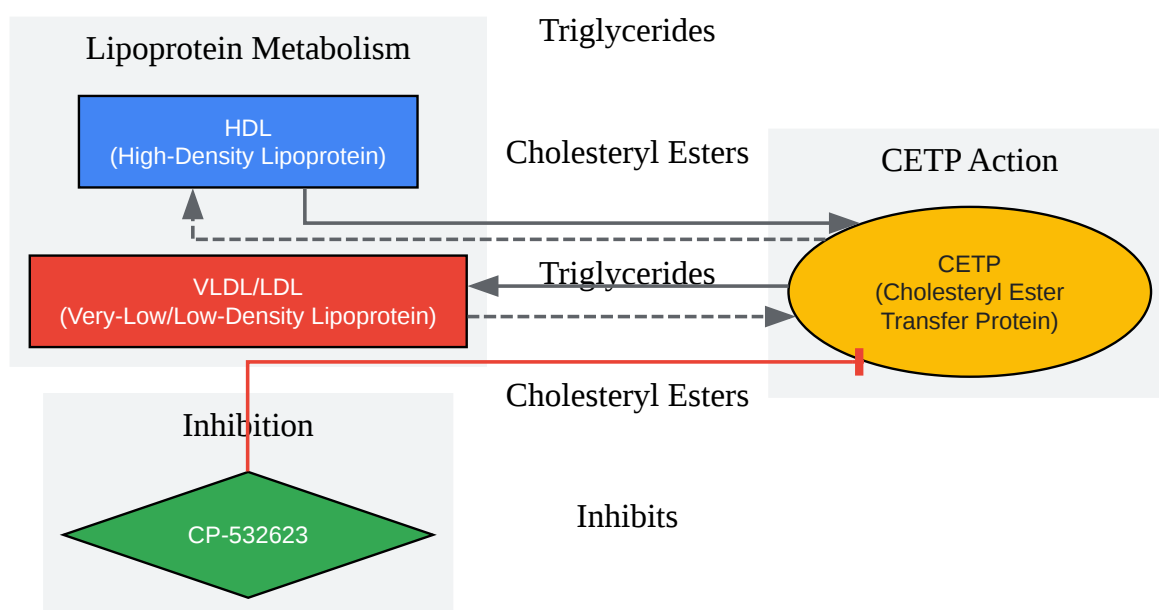 Triglycerides
Lipoprotein Metabolism
HDL
(High-Density Lipoprotein)
Cholesteryl Esters
CETP Action
VLDL/LDL
(Very-Low/Low-Density Lipoprotein)
Triglycerides
CETP
(Cholesteryl Ester
Transfer Protein)
Cholesteryl Esters
Inhibition
CP-532623
Inhibits